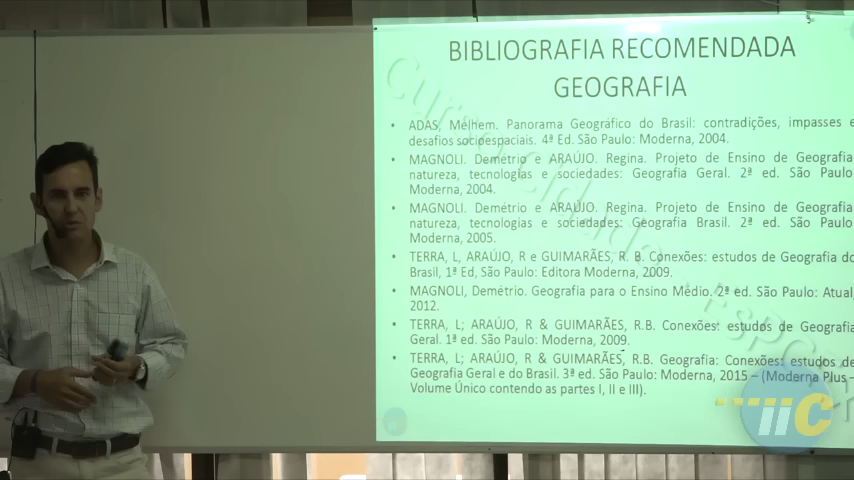 BIBLIOGRAFIA RECOMENDADA
GEOGRAFIA
• ADAS, Melhem. Panorama Geográfico do Brasil: contradições, impasses e
desafios socioespaciais. 4ª Ed. São Paulo: Moderna, 2004.
• MAGNOLI. Demétrio e ARAÚJO. Regina. Projeto de Ensino de Geografia
natureza, tecnologias e sociedades: Geografia Geral. 2ª ed. São Paulo
Moderna, 2004.
• MAGNOLI. Demétrio e ARAÚJO. Regina. Projeto de Ensino de Geografia
natureza, tecnologias e sociedades: Geografia Brasil. 2ª ed. São Paulo
Moderna, 2005.
• TERRA, L, ARAÚJO, R e GUIMARÃES, R. B. Conexões: estudos de Geografia do
Brasil, 1ª Ed, São Paulo: Editora Moderna, 2009.
• MAGNOLI, Demétrio. Geografia para o Ensino Médio. 2ª ed. São Paulo: Atual,
2012.
• TERRA, L; ARAÚJO, R & GUIMARÃES, R.B. Conexões: estudos de Geografia
Geral. 1ª ed. São Paulo: Moderna, 2009.
• TERRA, L; ARAÚJO, R & GUIMARÃES, R.B. Geografia: Conexões: estudos de
Geografia Geral e do Brasil. 3ª ed. São Paulo: Moderna, 2015 – (Moderna Plus –
Volume Único contendo as partes I, II e III).
Curso Cidade
iiC